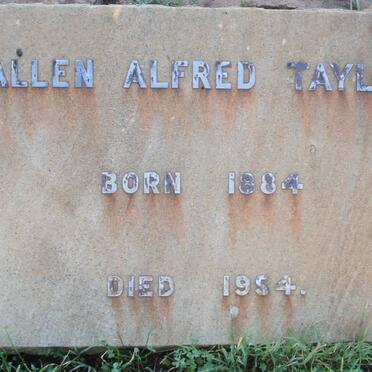 ALLEN ALFRED TAYL
BORN 1884
DIED 1954.